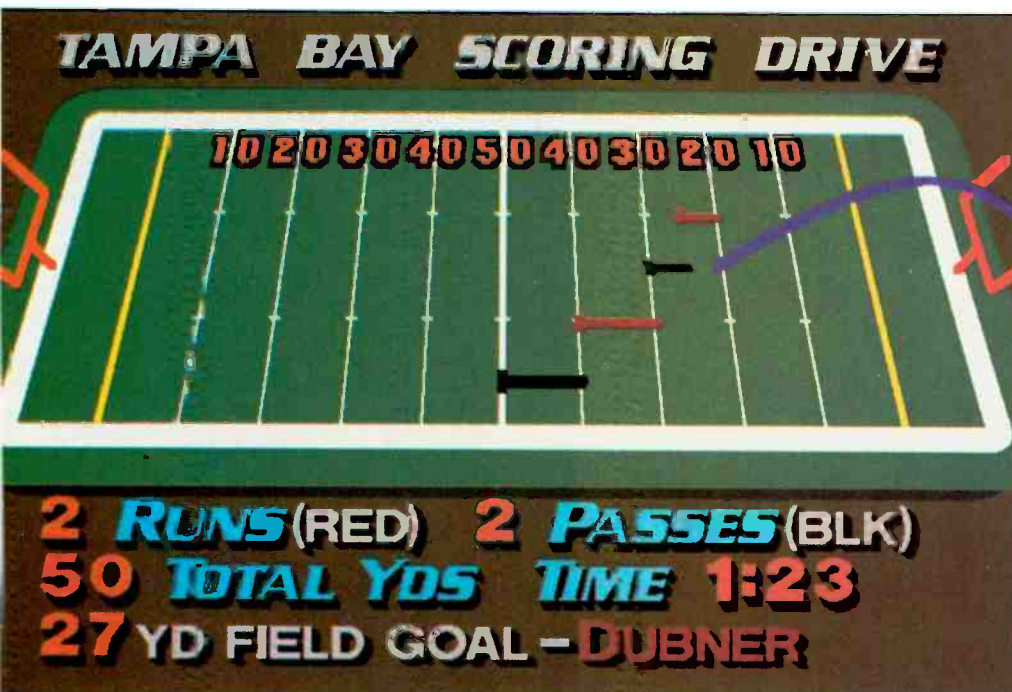 TAMPA BAY SCORING DRIVE
10 20 30 40 50 40 30 20 10
2 RUNS (RED) 2 PASSES (BLK)
50 TOTAL YDS TIME 1:23
27 YD FIELD GOAL - DUBNER